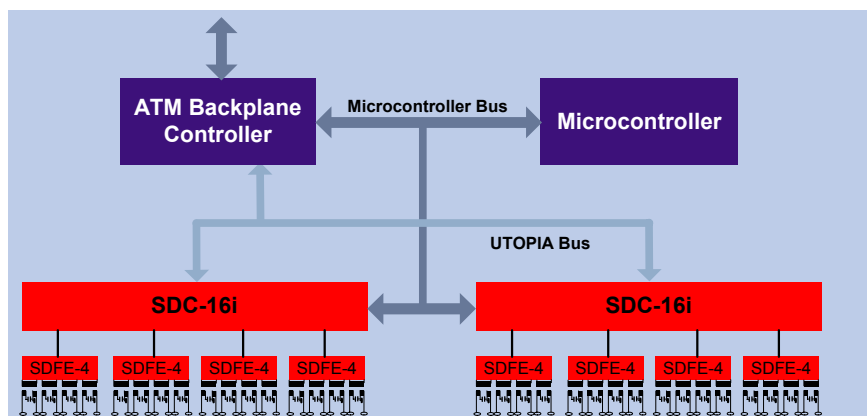 ATM Backplane
Controller
Microcontroller Bus
Microcontroller
UTOPIA Bus
SDC-16i
SDC-16i
SDFE-4
SDFE-4
SDFE-4
SDFE-4
SDFE-4
SDFE-4
SDFE-4
SDFE-4